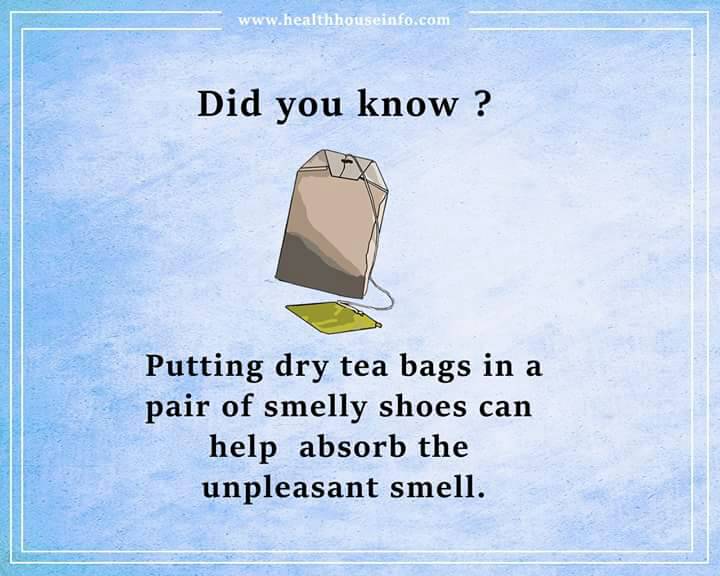 www.healthhouseinfo.com
Did you know ?
Putting dry tea bags in a
pair of smelly shoes can
help absorb the
unpleasant smell.